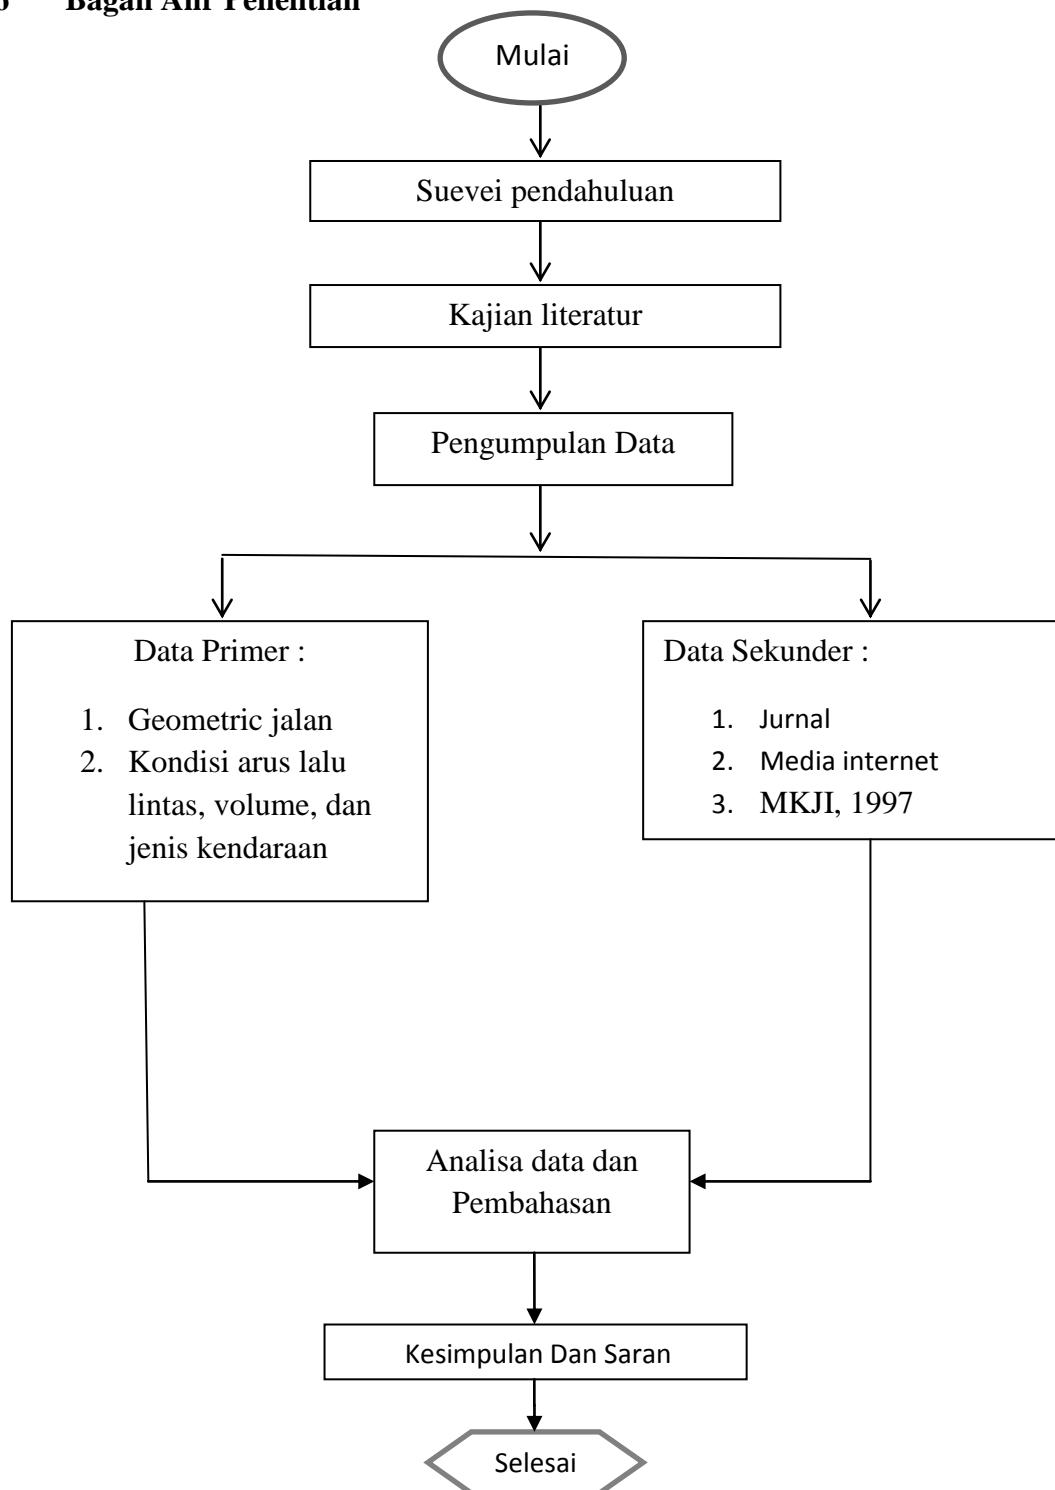 Bagan Alir Penelitian
Mulai
Suevei pendahuluan
Kajian literatur
Pengumpulan Data
Data Primer :
1. Geometric jalan
2. Kondisi arus lalu
lintas, volume, dan
jenis kendaraan
Data Sekunder :
1. Jurnal
2. Media internet
3. MKJI, 1997
Analisa data dan
Pembahasan
Kesimpulan Dan Saran
Selesai